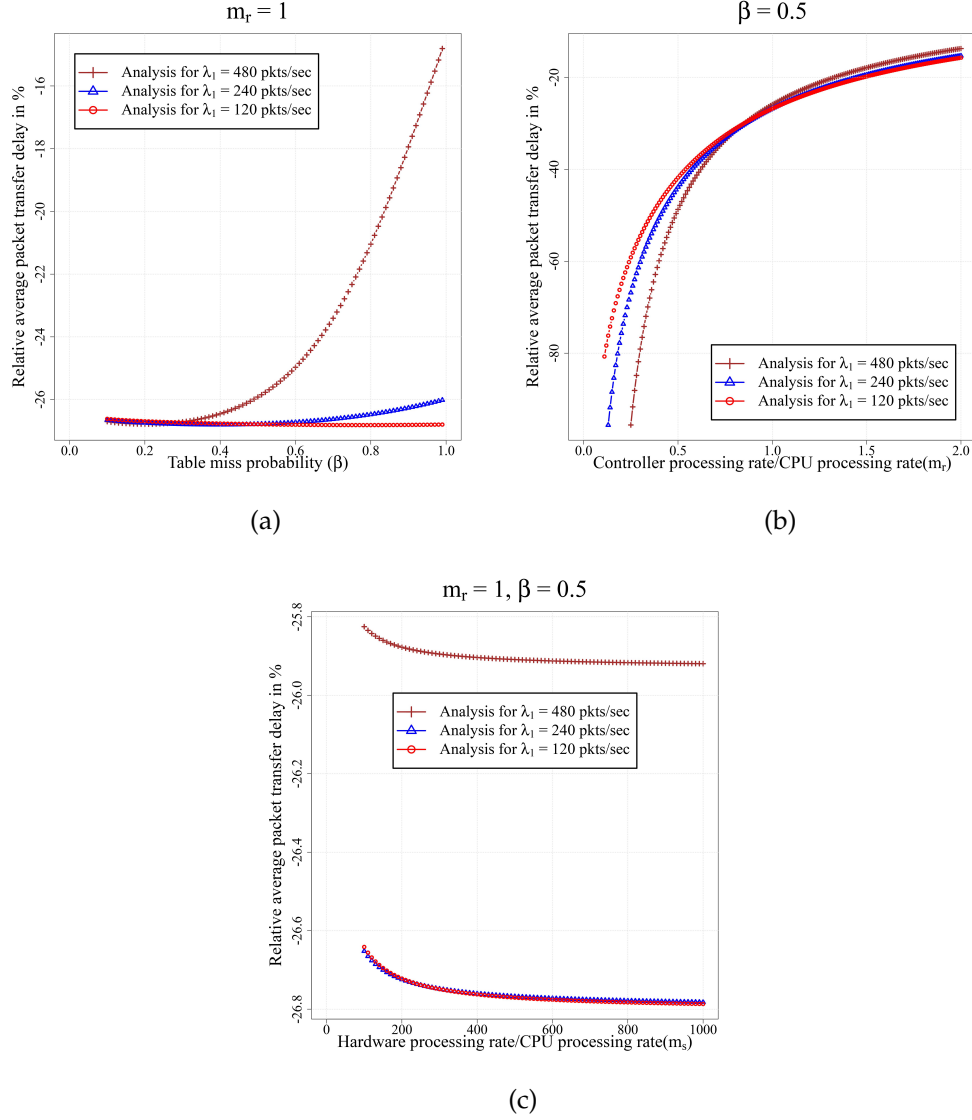 m_r = 1
Relative average packet transfer delay in %
-16
-18
-20
-22
-24
-26
Analysis for λ₁ = 480 pkts/sec
Analysis for λ₁ = 240 pkts/sec
Analysis for λ₁ = 120 pkts/sec
0.0 0.2 0.4 0.6 0.8 1.0
Table miss probability (β)
(a)
β = 0.5
Relative average packet transfer delay in %
-20
-40
-60
-80
Analysis for λ₁ = 480 pkts/sec
Analysis for λ₁ = 240 pkts/sec
Analysis for λ₁ = 120 pkts/sec
0.0 0.5 1.0 1.5 2.0
Controller processing rate/CPU processing rate(m_r)
(b)
m_r = 1, β = 0.5
Relative average packet transfer delay in %
-25.8
-26.0
-26.2
-26.4
-26.6
-26.8
Analysis for λ₁ = 480 pkts/sec
Analysis for λ₁ = 240 pkts/sec
Analysis for λ₁ = 120 pkts/sec
0 200 400 600 800 1000
Hardware processing rate/CPU processing rate(m_s)
(c)